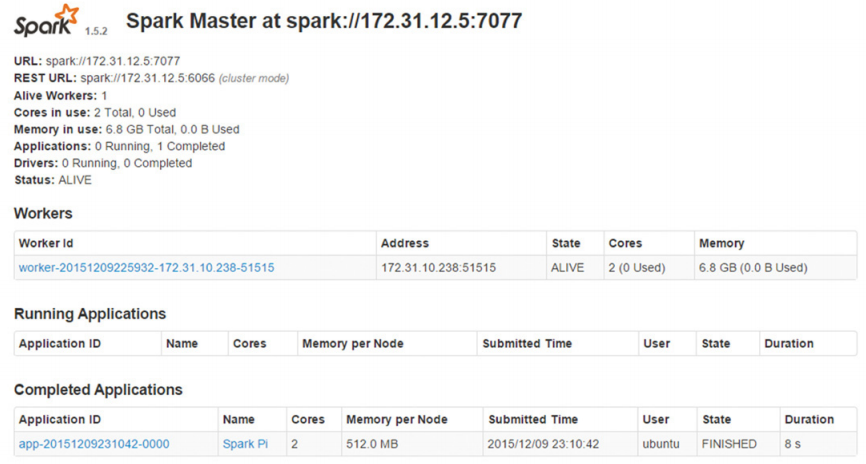 Spark 1.5.2 Spark Master at spark://172.31.12.5:7077
URL: spark://172.31.12.5:7077
REST URL: spark://172.31.12.5:6066 (cluster mode)
Alive Workers: 1
Cores in use: 2 Total, 0 Used
Memory in use: 6.8 GB Total, 0.0 B Used
Applications: 0 Running, 1 Completed
Drivers: 0 Running, 0 Completed
Status: ALIVE
Workers
Worker Id Address State Cores Memory
worker-20151209225932-172.31.10.238-51515 172.31.10.238:51515 ALIVE 2 (0 Used) 6.8 GB (0.0 B Used)
Running Applications
Application ID Name Cores Memory per Node Submitted Time User State Duration
Completed Applications
Application ID Name Cores Memory per Node Submitted Time User State Duration
app-20151209231042-0000 Spark Pi 2 512.0 MB 2015/12/09 23:10:42 ubuntu FINISHED 8 s